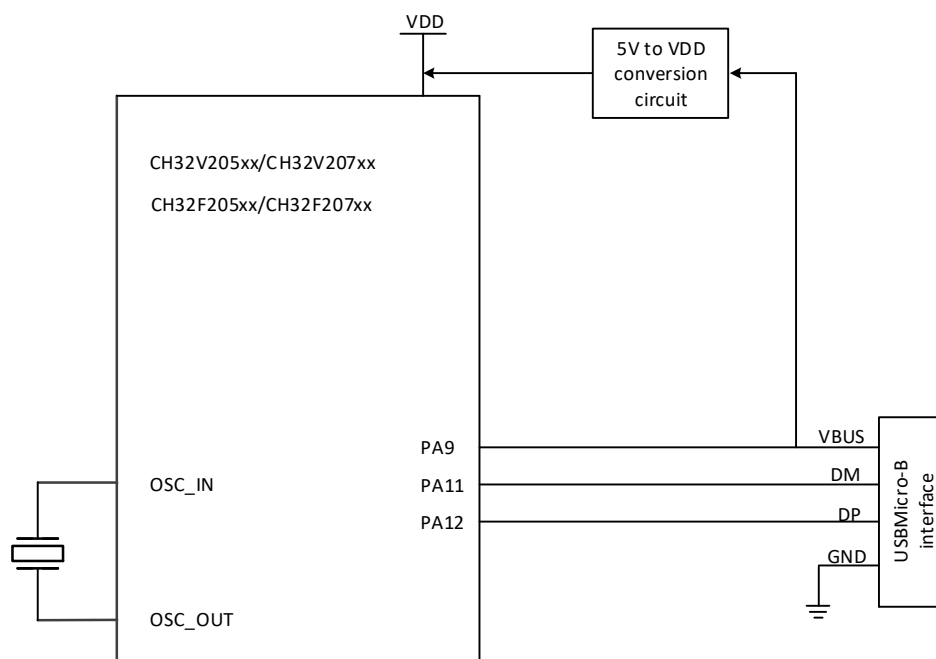 VDD
5V to VDD
conversion
circuit
CH32V205xx/CH32V207xx
CH32F205xx/CH32F207xx
PA9
VBUS
OSC_IN
PA11
DM
PA12
DP
GND
USBMicro-B
interface
OSC_OUT